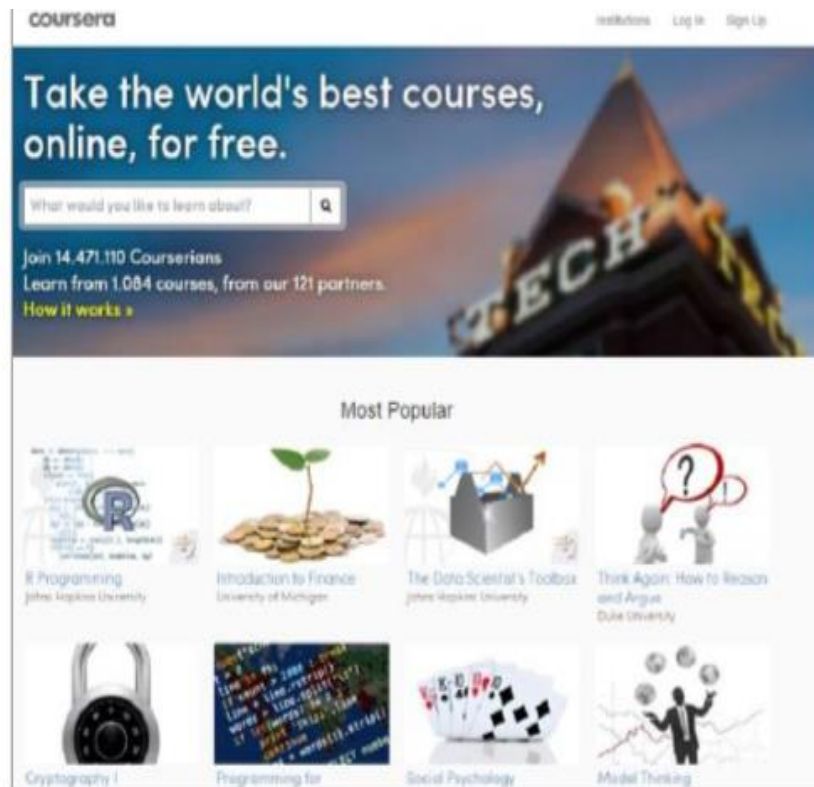 coursera
Institutions Log In Sign Up
Take the world's best courses,
online, for free.
What would you like to learn about?
Join 14.471.110 Courserians
Learn from 1.084 courses, from our 121 partners.
How it works »
TECH
Most Popular
R Programming
Johns Hopkins University
Introduction to Finance
University of Michigan
The Data Scientist's Toolbox
Johns Hopkins University
Think Again: How to Reason
and Argue
Duke University
Cryptography I
Programming for
Social Psychology
Model Thinking